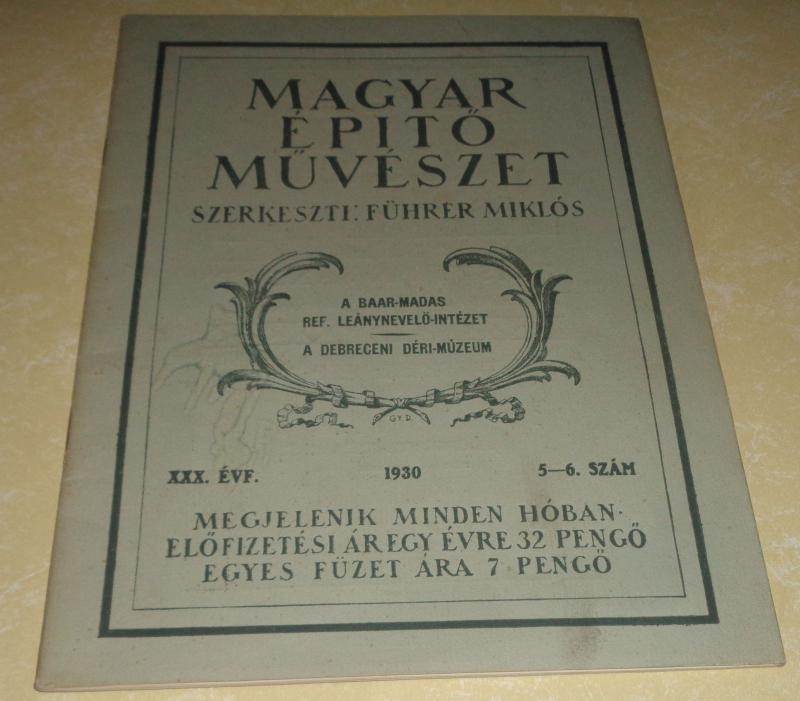 MAGYAR
ÉPITŐ
MŰVÉSZET
SZERKESZTI: FÜHRER MIKLÓS
A BAAR-MADAS
REF. LEÁNYNEVELŐ-INTÉZET
A DEBRECENI DÉRI-MÚZEUM
GY.D.
XXX. ÉVF. 1930 5—6. SZÁM
MEGJELENIK MINDEN HÓBAN·
ELŐFIZETÉSI ÁR EGY ÉVRE 32 PENGŐ
EGYES FÜZET ÁRA 7 PENGŐ